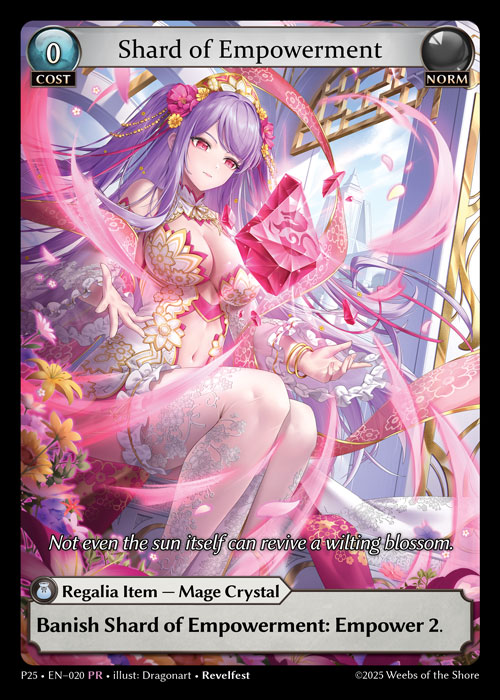 0
Shard of Empowerment
COST
NORM
Not even the sun itself can revive a wilting blossom.
Regalia Item — Mage Crystal
Banish Shard of Empowerment: Empower 2.
P25 • EN–020 PR • illust: Dragonart • Revelfest
©2025 Weebs of the Shore